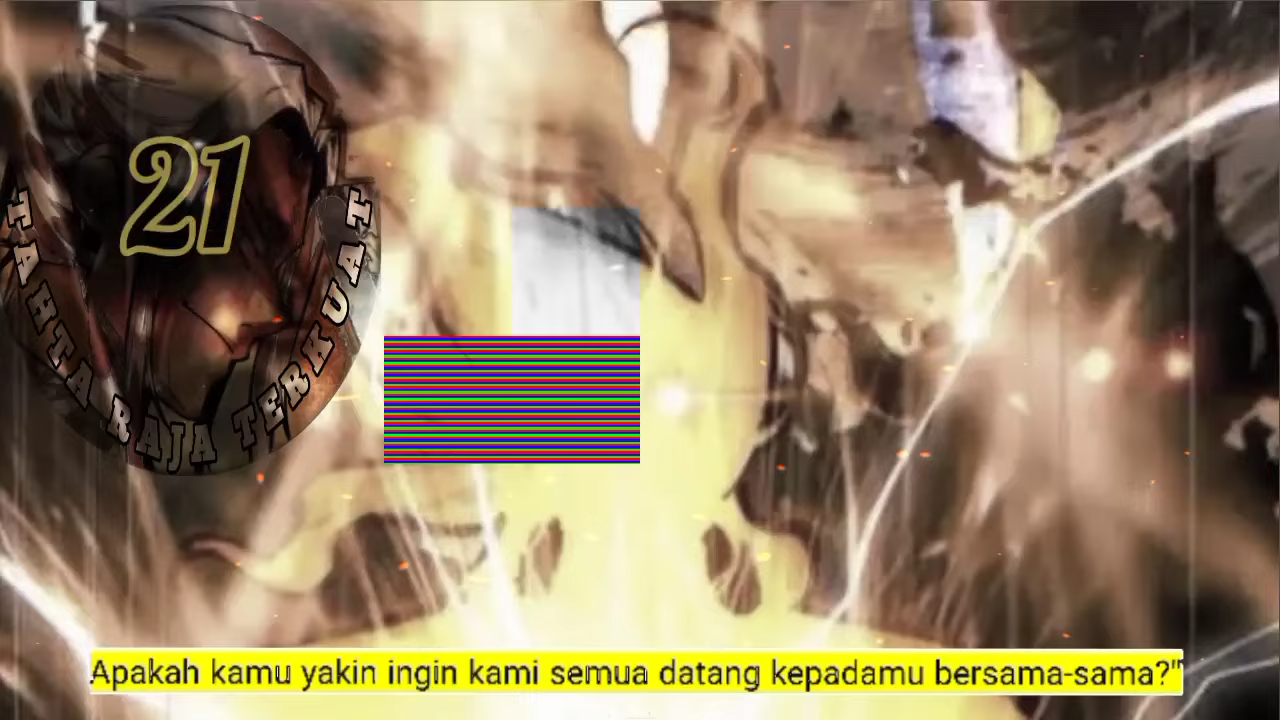 21
TAHTA RAJA TERKUAT
Apakah kamu yakin ingin kami semua datang kepadamu bersama-sama?"